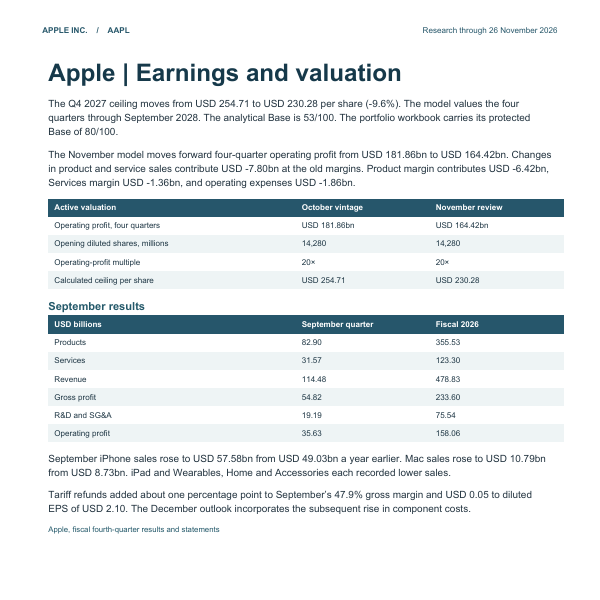 APPLE INC. / AAPL Research through 26 November 2026
Apple | Earnings and valuation
The Q4 2027 ceiling moves from USD 254.71 to USD 230.28 per share (-9.6%). The model values the four
quarters through September 2028. The analytical Base is 53/100. The portfolio workbook carries its protected
Base of 80/100.
The November model moves forward four-quarter operating profit from USD 181.86bn to USD 164.42bn. Changes
in product and service sales contribute USD -7.80bn at the old margins. Product margin contributes USD -6.42bn,
Services margin USD -1.36bn, and operating expenses USD -1.86bn.
Active valuation October vintage November review
Operating profit, four quarters USD 181.86bn USD 164.42bn
Opening diluted shares, millions 14,280 14,280
Operating-profit multiple 20× 20×
Calculated ceiling per share USD 254.71 USD 230.28
September results
USD billions September quarter Fiscal 2026
Products 82.90 355.53
Services 31.57 123.30
Revenue 114.48 478.83
Gross profit 54.82 233.60
R&D and SG&A 19.19 75.54
Operating profit 35.63 158.06
September iPhone sales rose to USD 57.58bn from USD 49.03bn a year earlier. Mac sales rose to USD 10.79bn
from USD 8.73bn. iPad and Wearables, Home and Accessories each recorded lower sales.
Tariff refunds added about one percentage point to September's 47.9% gross margin and USD 0.05 to diluted
EPS of USD 2.10. The December outlook incorporates the subsequent rise in component costs.
Apple, fiscal fourth-quarter results and statements